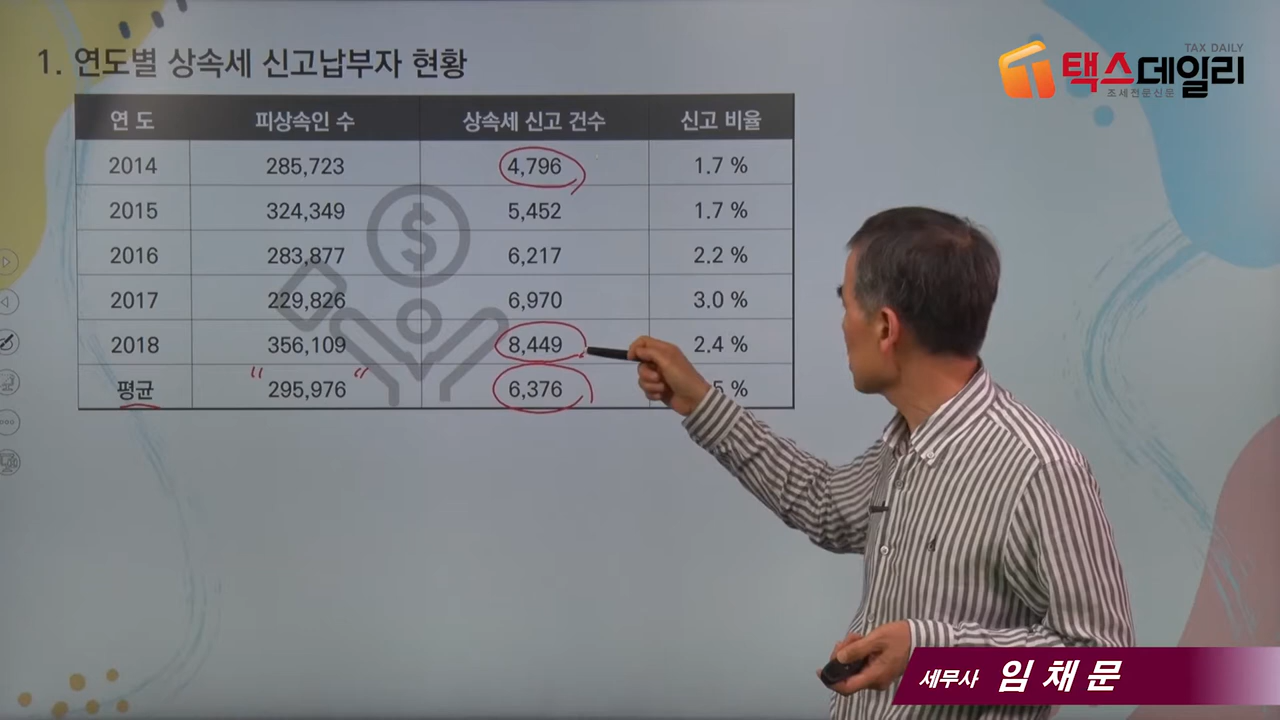 1. 연도별 상속세 신고납부자 현황
TAX DAILY
택스데일리
조세전문신문
연 도 피상속인 수 상속세 신고 건수 신고 비율
2014 285,723 4,796 1.7 %
2015 324,349 5,452 1.7 %
2016 283,877 6,217 2.2 %
2017 229,826 6,970 3.0 %
2018 356,109 8,449 2.4 %
평균 295,976 6,376 5 %
세무사 임채문